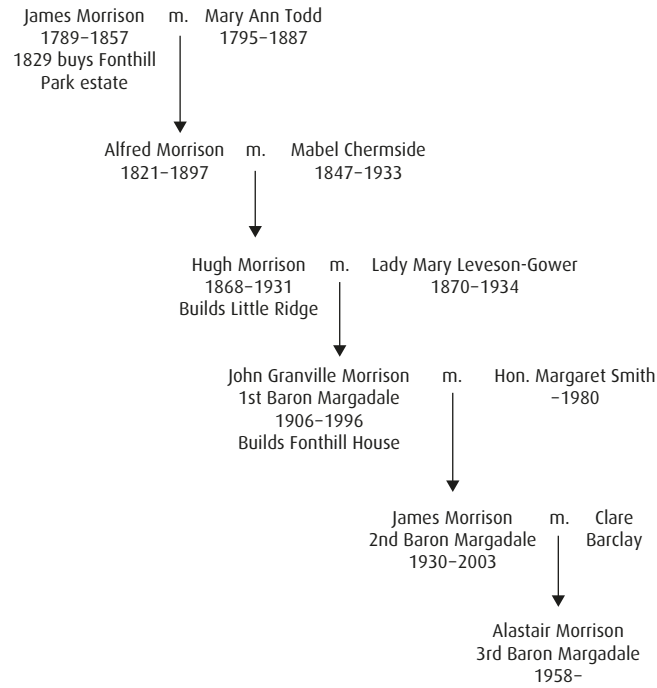 James Morrison m. Mary Ann Todd
1789–1857 1795–1887
1829 buys Fonthill
Park estate
Alfred Morrison m. Mabel Chermside
1821–1897 1847–1933
Hugh Morrison m. Lady Mary Leveson-Gower
1868–1931 1870–1934
Builds Little Ridge
John Granville Morrison m. Hon. Margaret Smith
1st Baron Margadale –1980
1906–1996
Builds Fonthill House
James Morrison m. Clare
2nd Baron Margadale Barclay
1930–2003
Alastair Morrison
3rd Baron Margadale
1958–